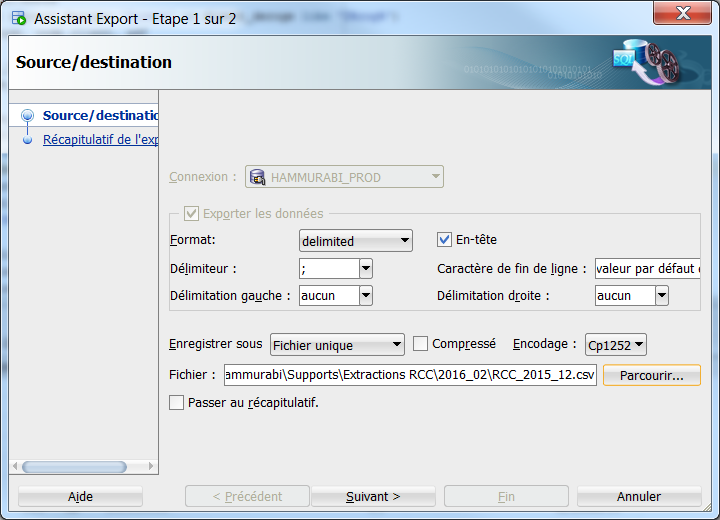 Assistant Export - Etape 1 sur 2
Source/destination
SQL
Source/destinatio
Récapitulatif de l'exp
Connexion : HAMMURABI_PROD
Exporter les données
Format: delimited En-tête
Délimiteur : ; Caractère de fin de ligne : valeur par défaut
Délimitation gauche : aucun Délimitation droite : aucun
Enregistrer sous Fichier unique Compressé Encodage : Cp1252
Fichier : ammurabi\Supports\Extractions RCC\2016_02\RCC_2015_12.csv Parcourir...
Passer au récapitulatif.
Aide < Précédent Suivant > Fin Annuler